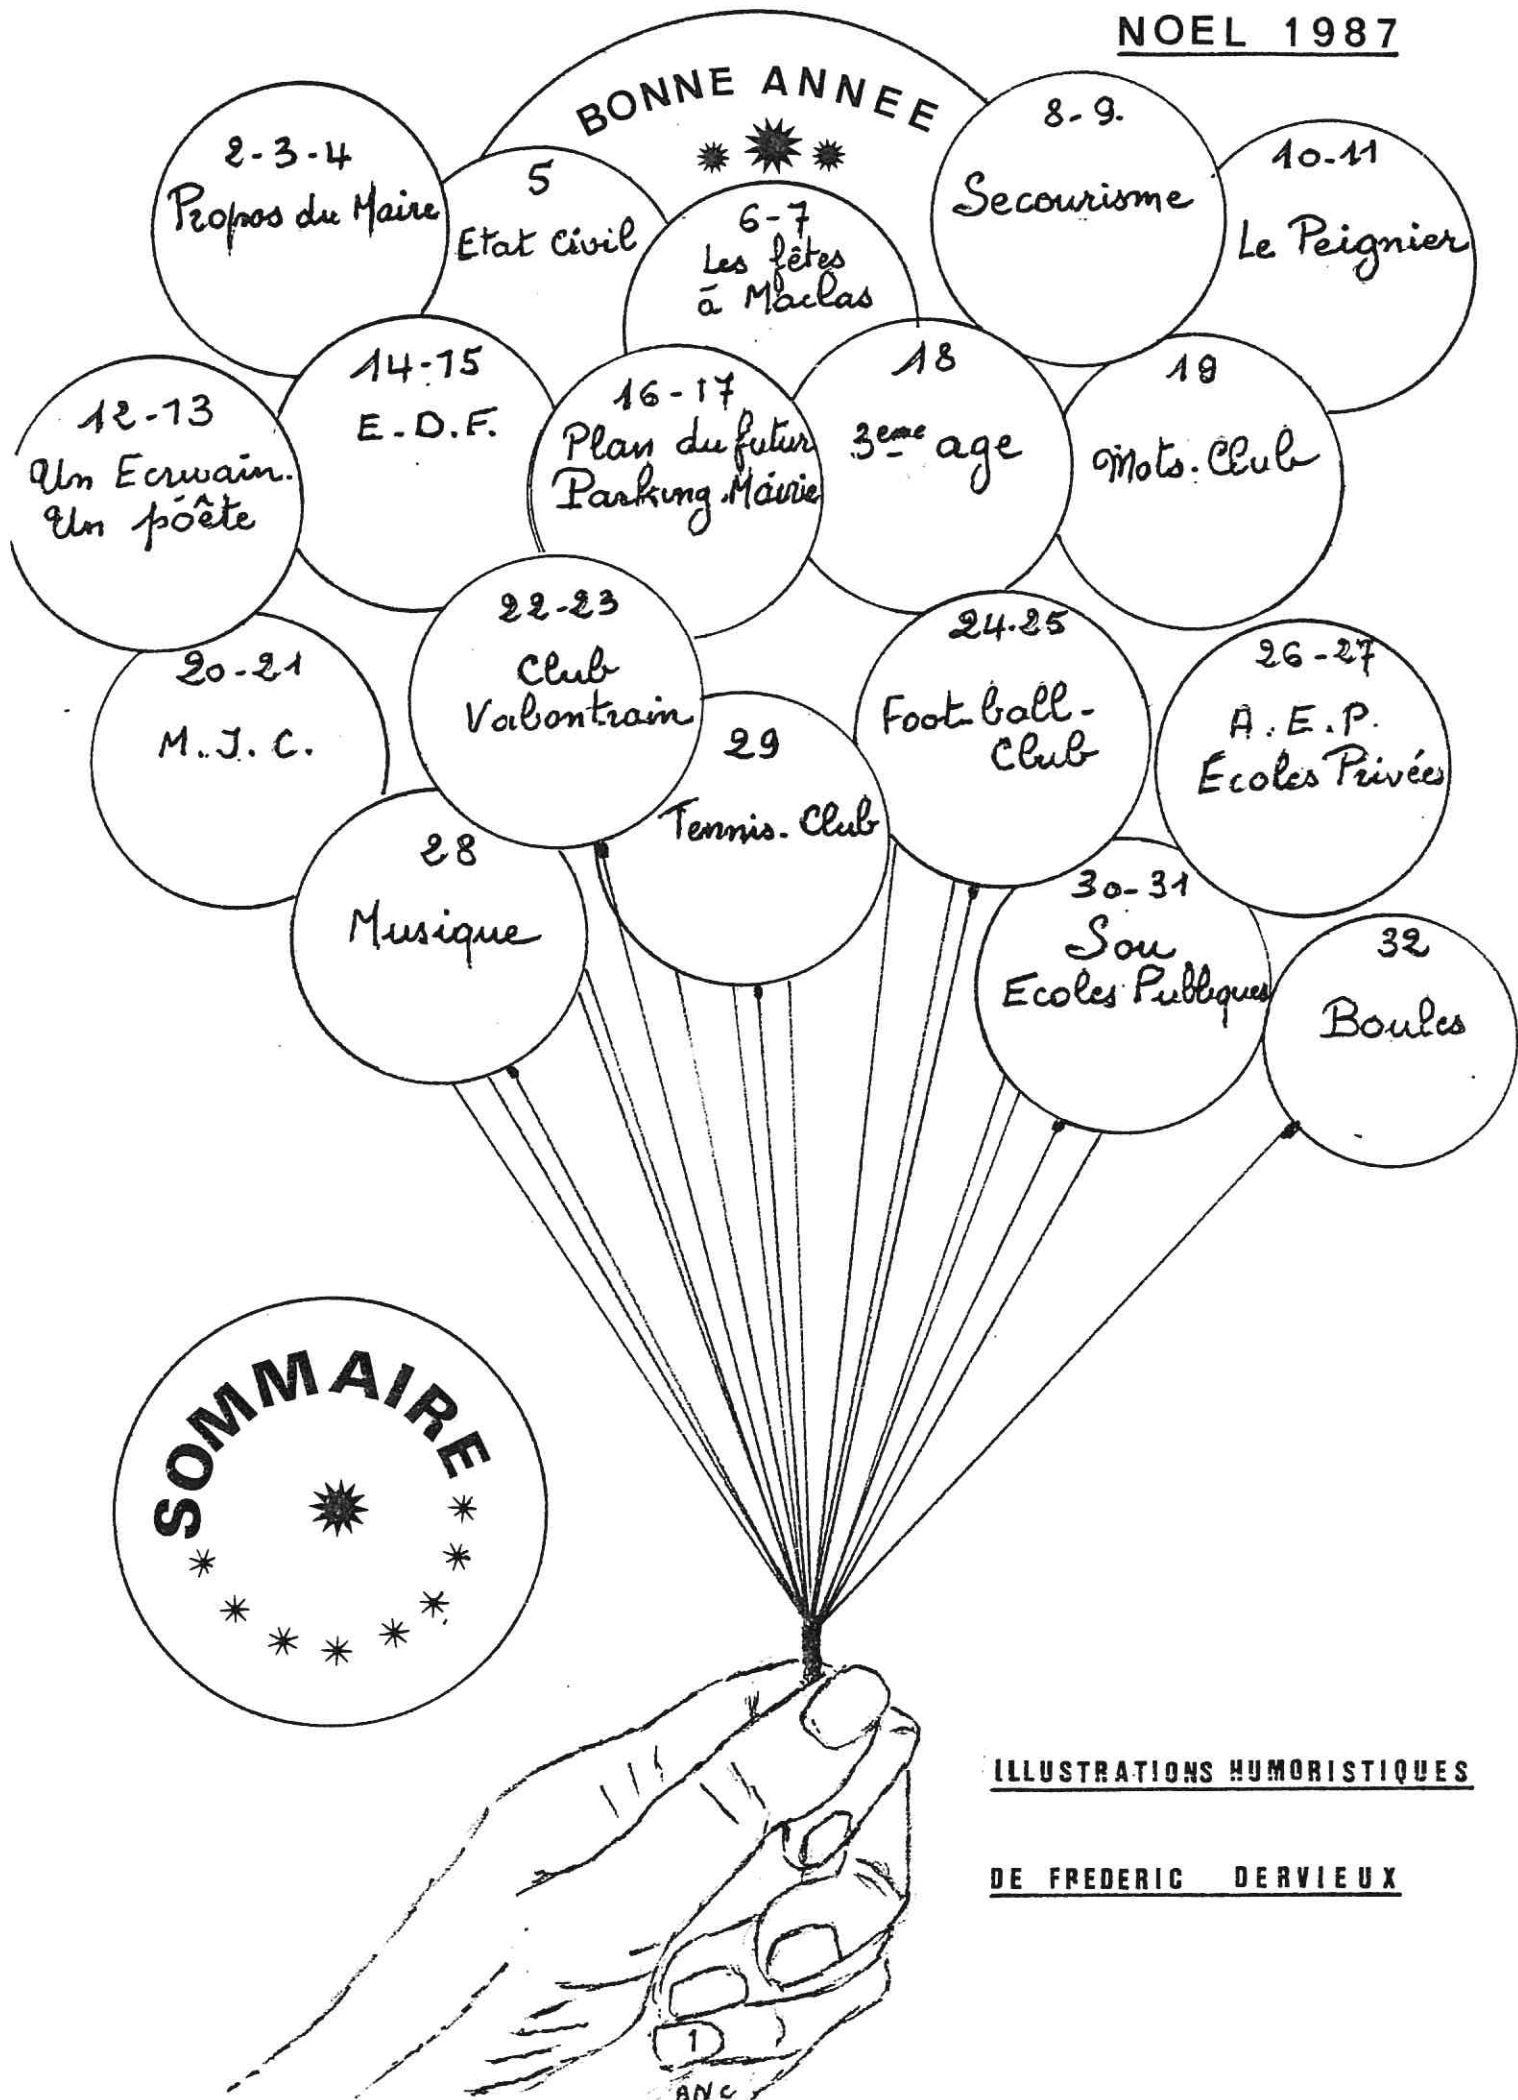 NOEL 1987
BONNE ANNEE
2-3-4
Propos du Maire
5
Etat Civil
6-7
Les fêtes
à Maclas
8-9.
Secourisme
10-11
Le Peignier
12-13
Un Ecrivain.
Un pôête
14-15
E.D.F.
16-17
Plan du futur
Parking.Mairie
18
3eme age
19
Mots.Club
20-21
M.J.C.
22-23
Club
Valontrain
24.25
Foot-ball-
Club
26-27
A.E.P.
Ecoles Privées
28
Musique
29
Tennis-Club
30-31
Sou
Ecoles Publiques
32
Boules
SOMMAIRE
ILLUSTRATIONS HUMORISTIQUES
DE FREDERIC DERVIEUX
1
ANC